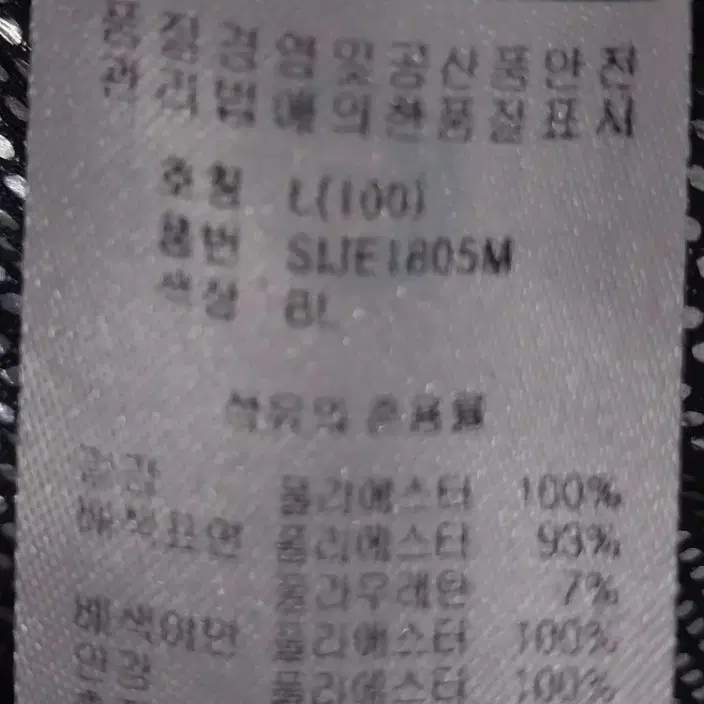 품질경영및공산품안전
관리법에의한품질표시
호칭 L(100)
품번 SIJE1805M
색상 BL
섬유의 혼용률
겉감 폴리에스터 100%
배색표면 폴리에스터 93%
폴리우레탄 7%
배색이면 폴리에스터 100%
안감 폴리에스터 100%